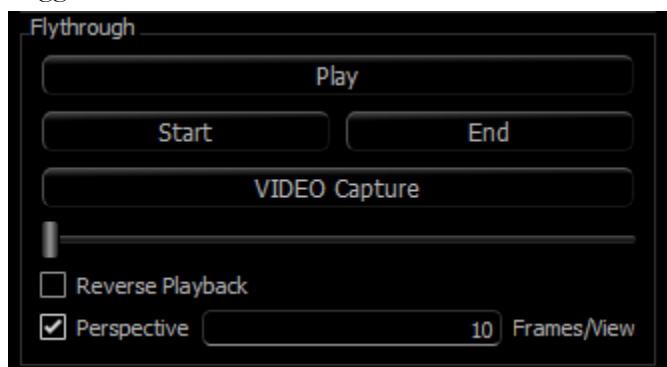 Flythrough
Play
Start End
VIDEO Capture
Reverse Playback
Perspective 10 Frames/View